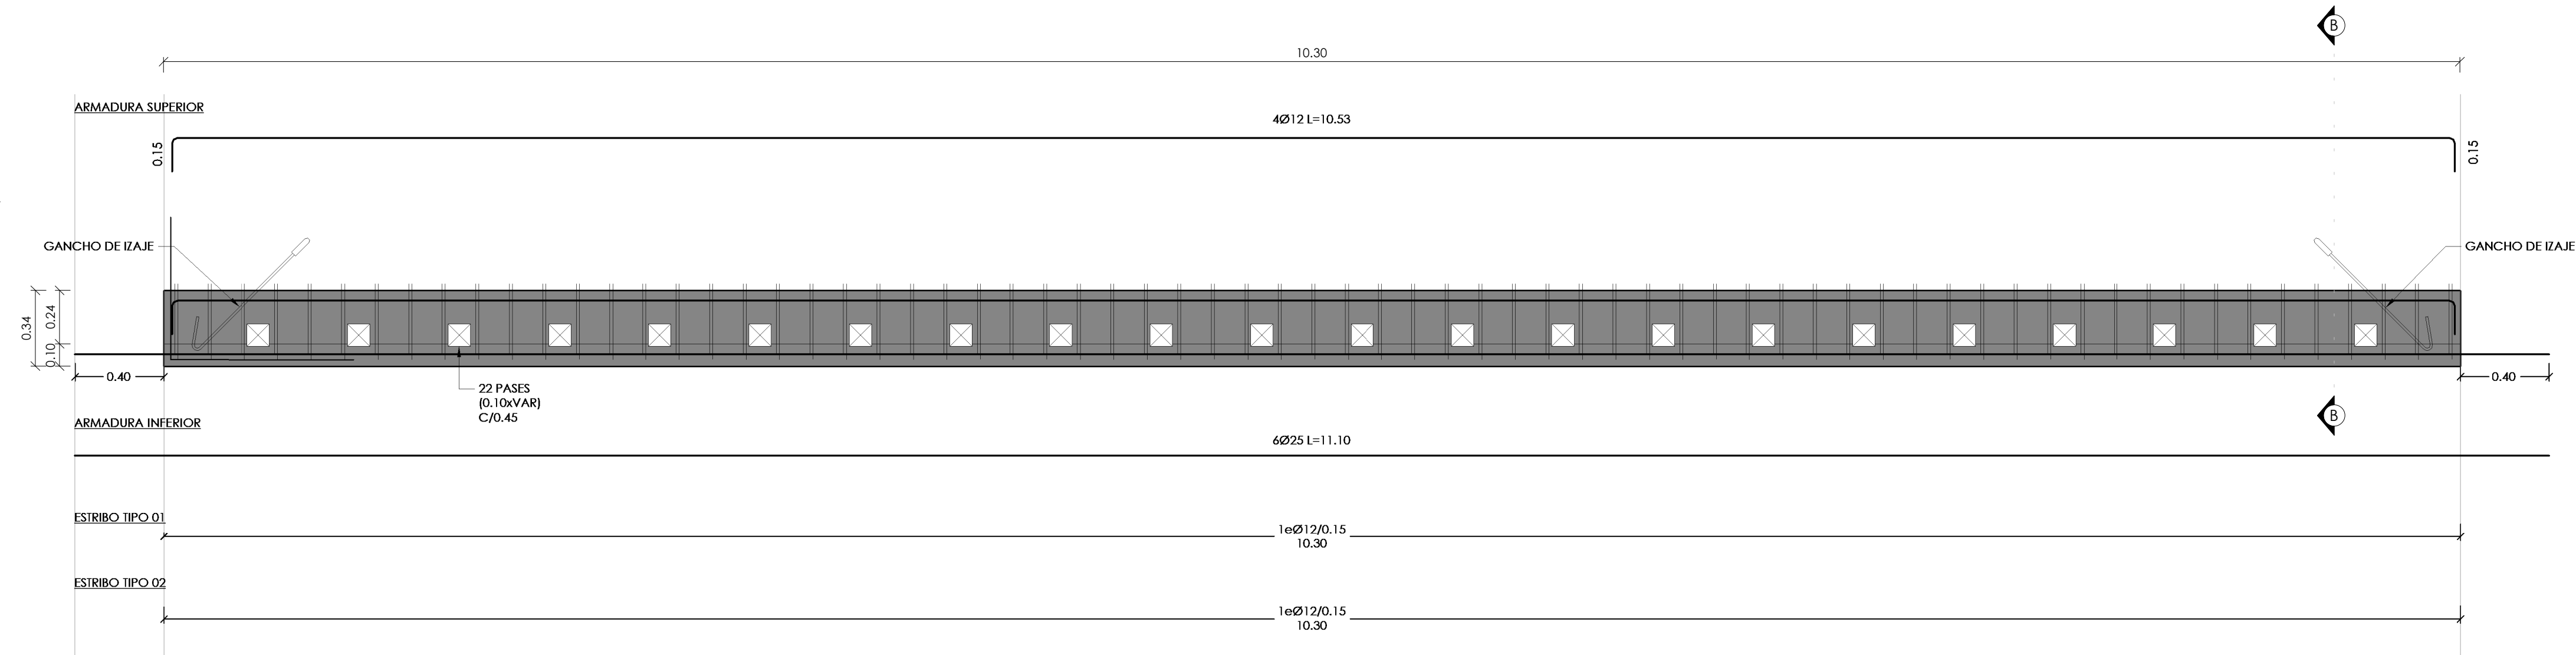 B
10.30
ARMADURA SUPERIOR
4Ø12 L=10.53
0.15
0.15
GANCHO DE IZAJE
GANCHO DE IZAJE
0.34
0.24
0.10
0.40
0.40
22 PASES
(0.10xVAR)
C/0.45
B
ARMADURA INFERIOR
6Ø25 L=11.10
ESTRIBO TIPO 01
1eØ12/0.15
10.30
ESTRIBO TIPO 02
1eØ12/0.15
10.30